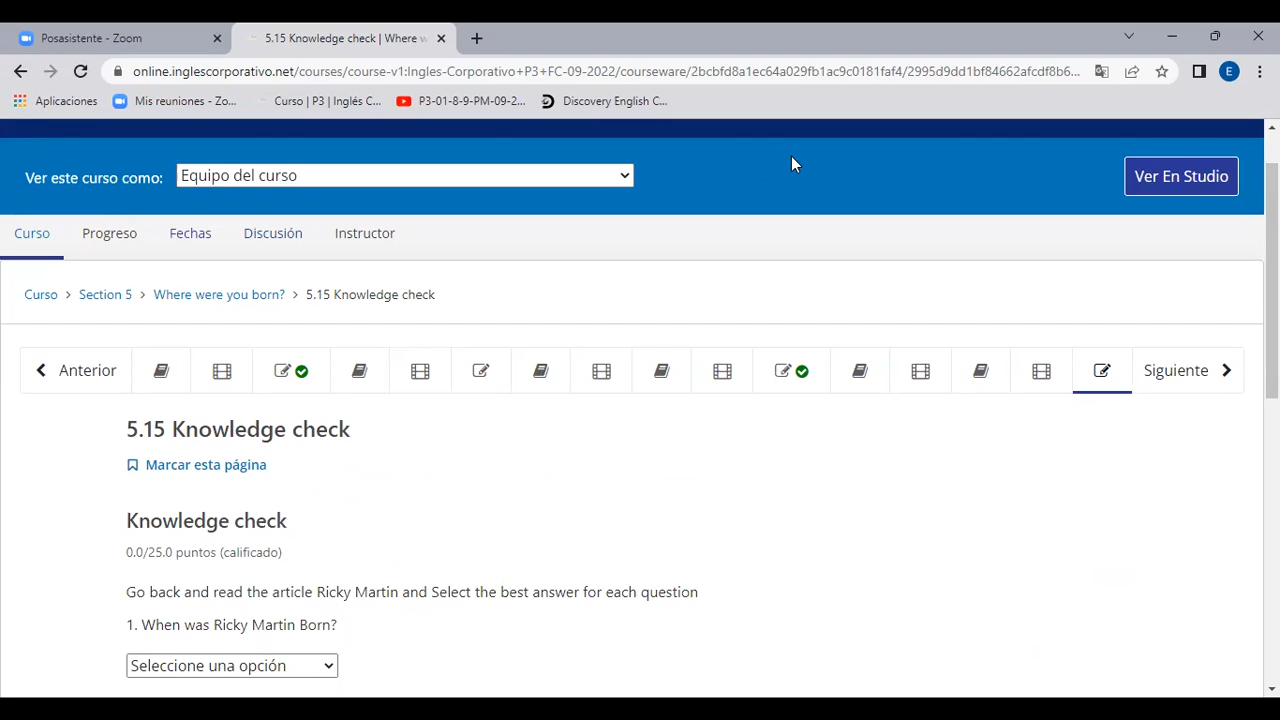 Posasistente - Zoom
5.15 Knowledge check | Where w
online.inglescorporativo.net/courses/course-v1:Ingles-Corporativo+P3+FC-09-2022/courseware/2bcbfd8a1ec64a029fb1ac9c0181faf4/2995d9dd1bf84662afcdf8b6...
E
Aplicaciones
Mis reuniones - Zo...
Curso | P3 | Inglés C...
P3-01-8-9-PM-09-2...
Discovery English C...
Ver este curso como:
Equipo del curso
Ver En Studio
Curso
Progreso
Fechas
Discusión
Instructor
Curso > Section 5 > Where were you born? > 5.15 Knowledge check
Anterior
Siguiente
5.15 Knowledge check
Marcar esta página
Knowledge check
0.0/25.0 puntos (calificado)
Go back and read the article Ricky Martin and Select the best answer for each question
1. When was Ricky Martin Born?
Seleccione una opción